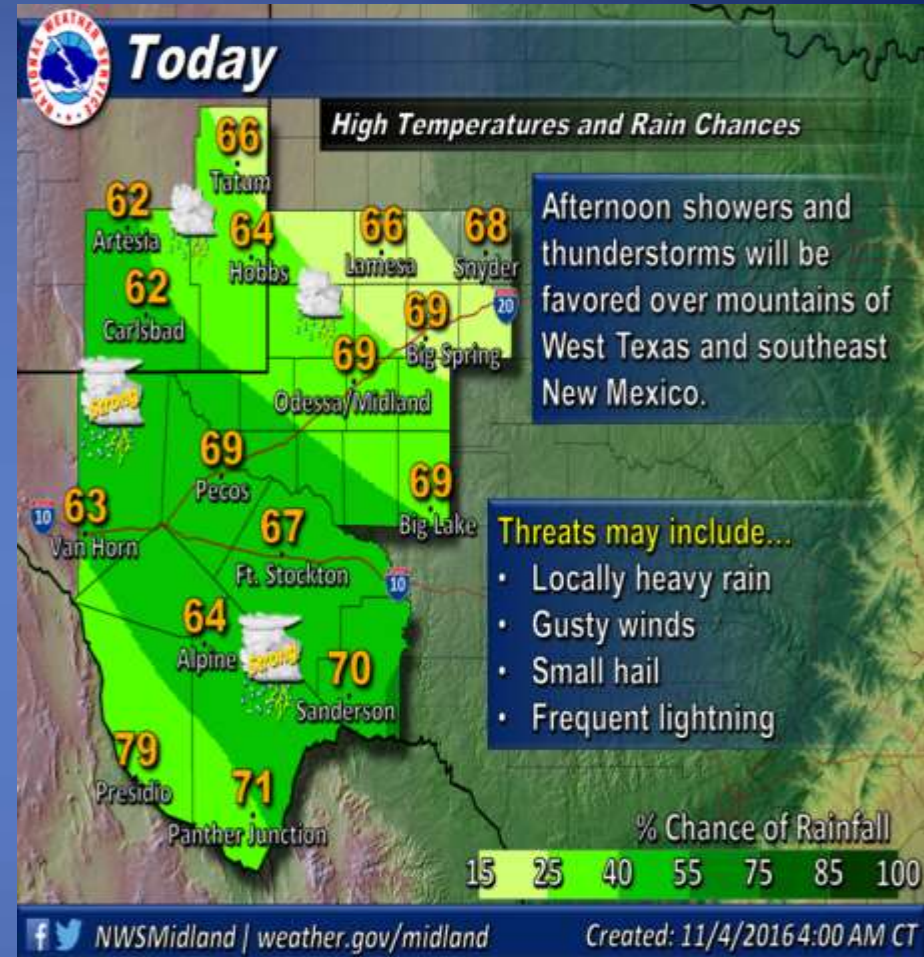 NATIONAL WEATHER SERVICE
Today
High Temperatures and Rain Chances
66
Tatum
62
Artesia
64
Hobbs
66
Lamesa
68
Snyder
62
Carlsbad
20
69
Big Spring
69
Odessa/Midland
Strong
69
Pecos
69
Big Lake
10
63
Van Horn
67
Ft. Stockton
10
64
Alpine
Strong
70
Sanderson
79
Presidio
71
Panther Junction
Afternoon showers and
thunderstorms will be
favored over mountains of
West Texas and southeast
New Mexico.
Threats may include...
• Locally heavy rain
• Gusty winds
• Small hail
• Frequent lightning
% Chance of Rainfall
15 25 40 55 75 85 100
NWSMidland | weather.gov/midland
Created: 11/4/2016 4:00 AM CT